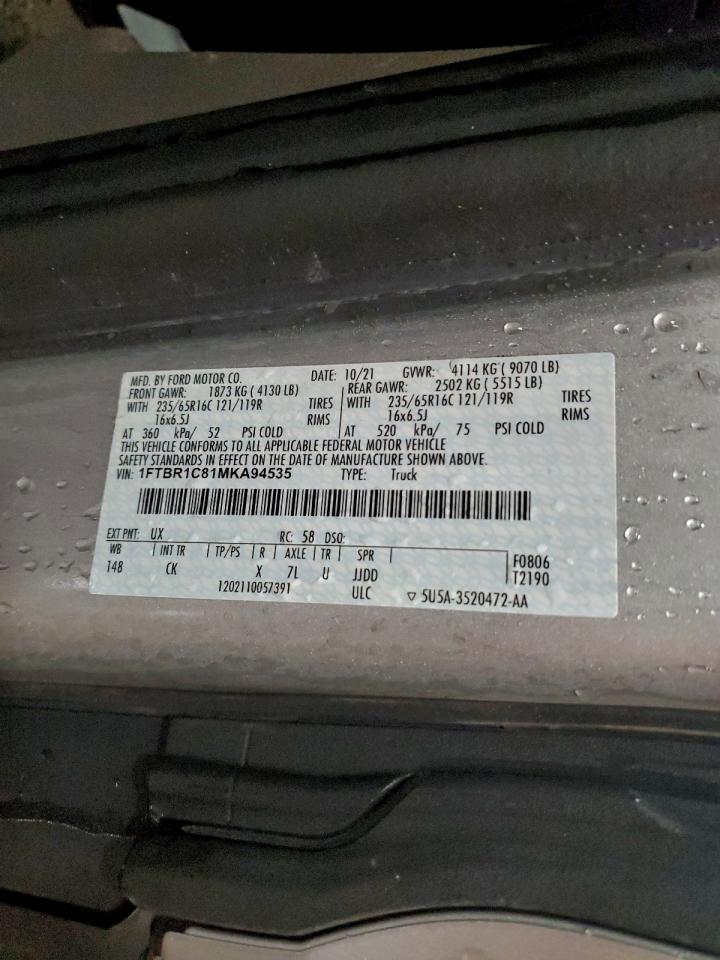 MFD. BY FORD MOTOR CO. DATE: 10/21 GVWR: 4114 KG ( 9070 LB)
FRONT GAWR: 1873 KG ( 4130 LB) REAR GAWR: 2502 KG ( 5515 LB)
WITH 235/65R16C 121/119R TIRES WITH 235/65R16C 121/119R TIRES
16x6.5J RIMS 16x6.5J RIMS
AT 360 kPa/ 52 PSI COLD AT 520 kPa/ 75 PSI COLD
THIS VEHICLE CONFORMS TO ALL APPLICABLE FEDERAL MOTOR VEHICLE
SAFETY STANDARDS IN EFFECT ON THE DATE OF MANUFACTURE SHOWN ABOVE.
VIN: 1FTBR1C81MKA94535 TYPE: Truck
EXT PNT: UX RC: 58 DSO:
WB INT TR TP/PS R AXLE TR SPR F0806
148 CK X 7L U JJDD T2190
1202110057391 ULC ▽ 5U5A-3520472-AA